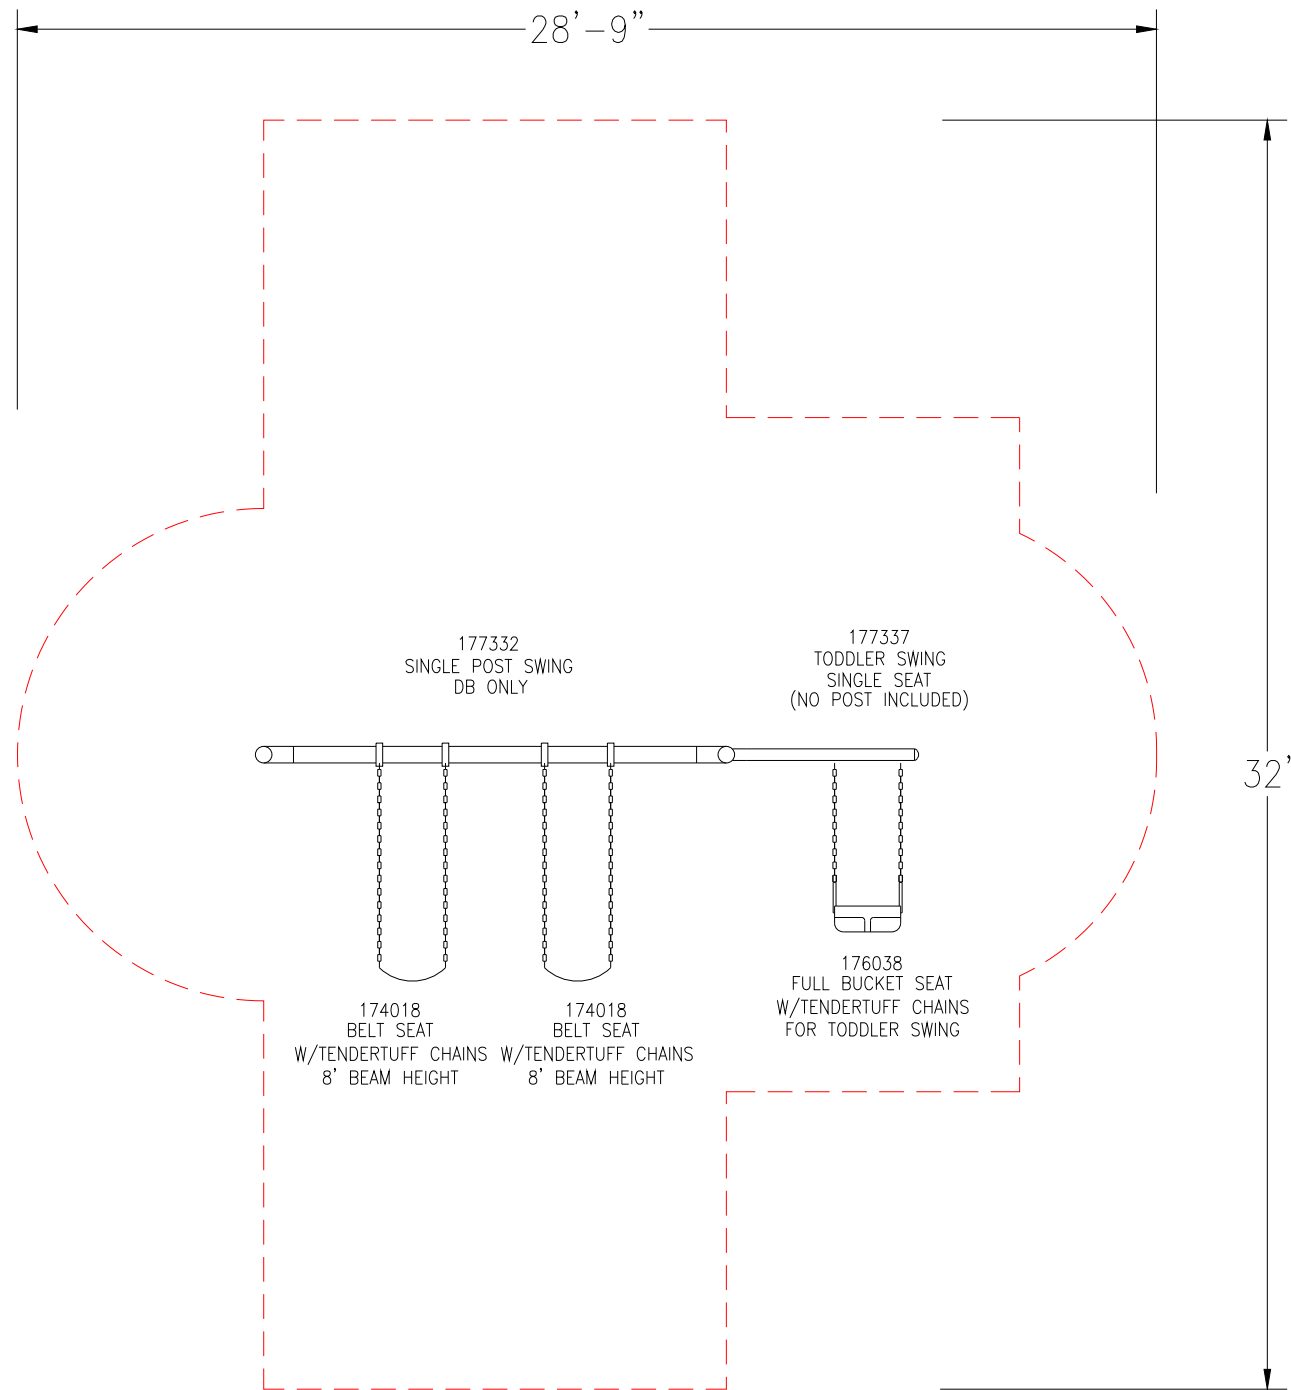 28'-9"
177332
SINGLE POST SWING
DB ONLY
177337
TODDLER SWING
SINGLE SEAT
(NO POST INCLUDED)
32'
174018
BELT SEAT
W/TENDERTUFF CHAINS
8' BEAM HEIGHT
174018
BELT SEAT
W/TENDERTUFF CHAINS
8' BEAM HEIGHT
176038
FULL BUCKET SEAT
W/TENDERTUFF CHAINS
FOR TODDLER SWING